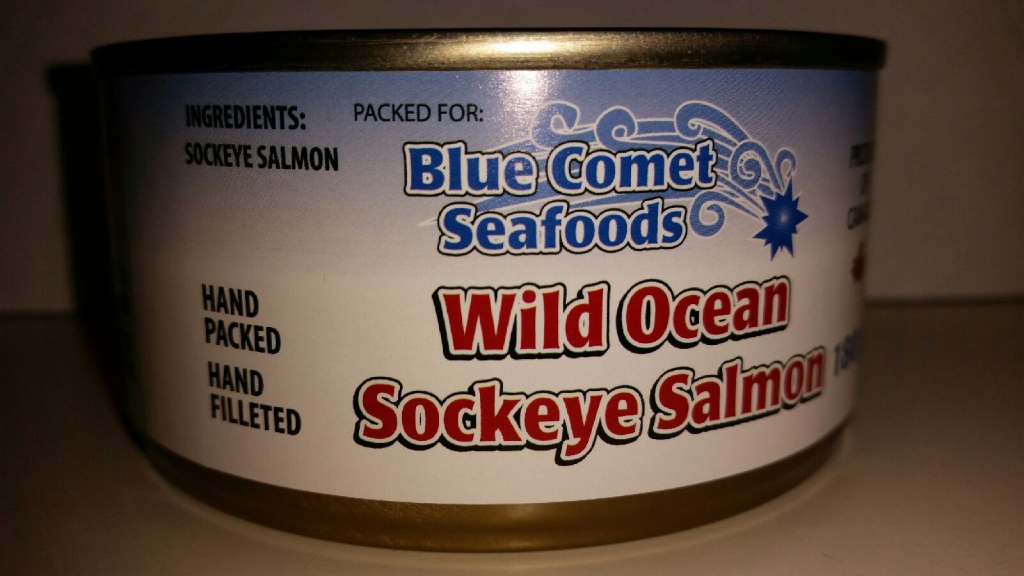 INGREDIENTS:
SOCKEYE SALMON
PACKED FOR:
Blue Comet
Seafoods
HAND
PACKED
HAND
FILLETED
Wild Ocean
Sockeye Salmon